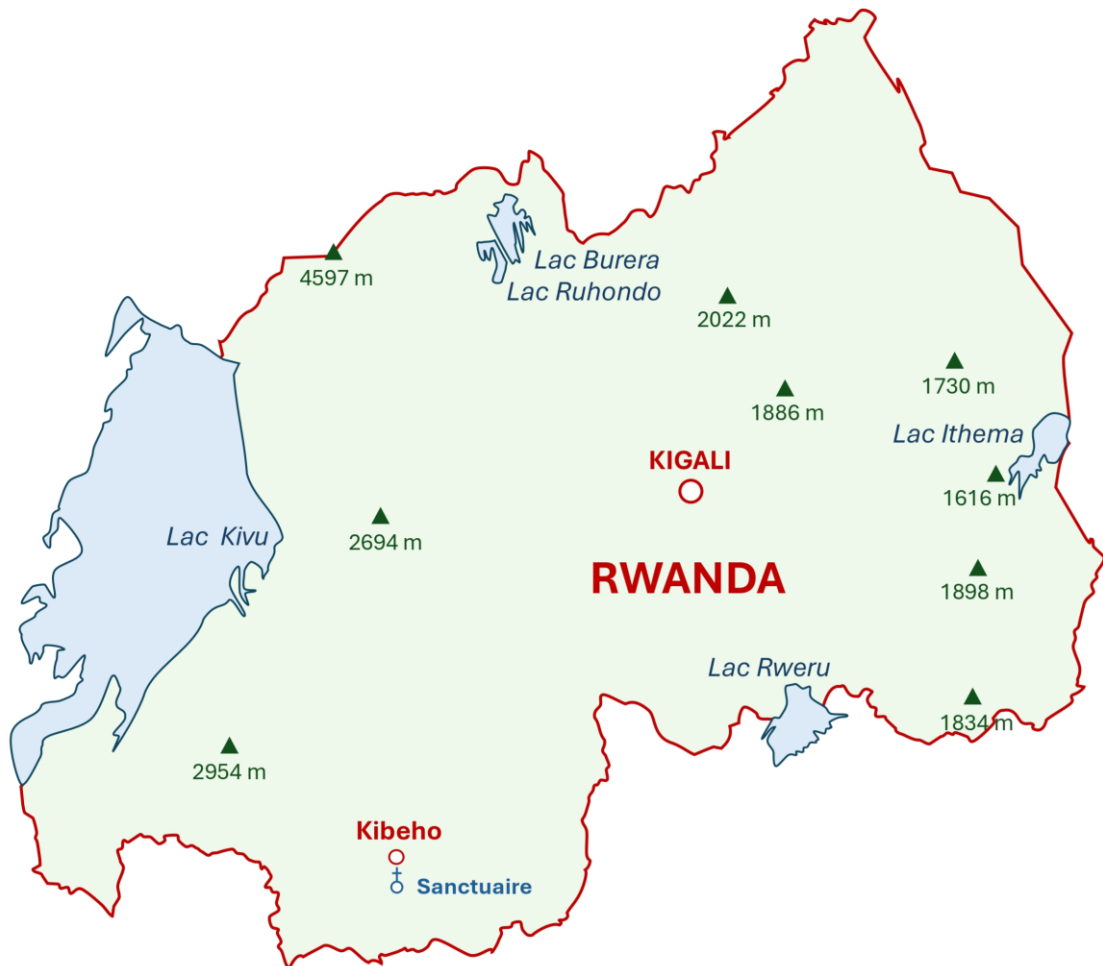 Lac Burera
4597 m
Lac Ruhondo
2022 m
1730 m
1886 m
Lac Ithema
KIGALI
1616 m
Lac Kivu
2694 m
RWANDA
1898 m
Lac Rweru
1834 m
2954 m
Kibeho
Sanctuaire